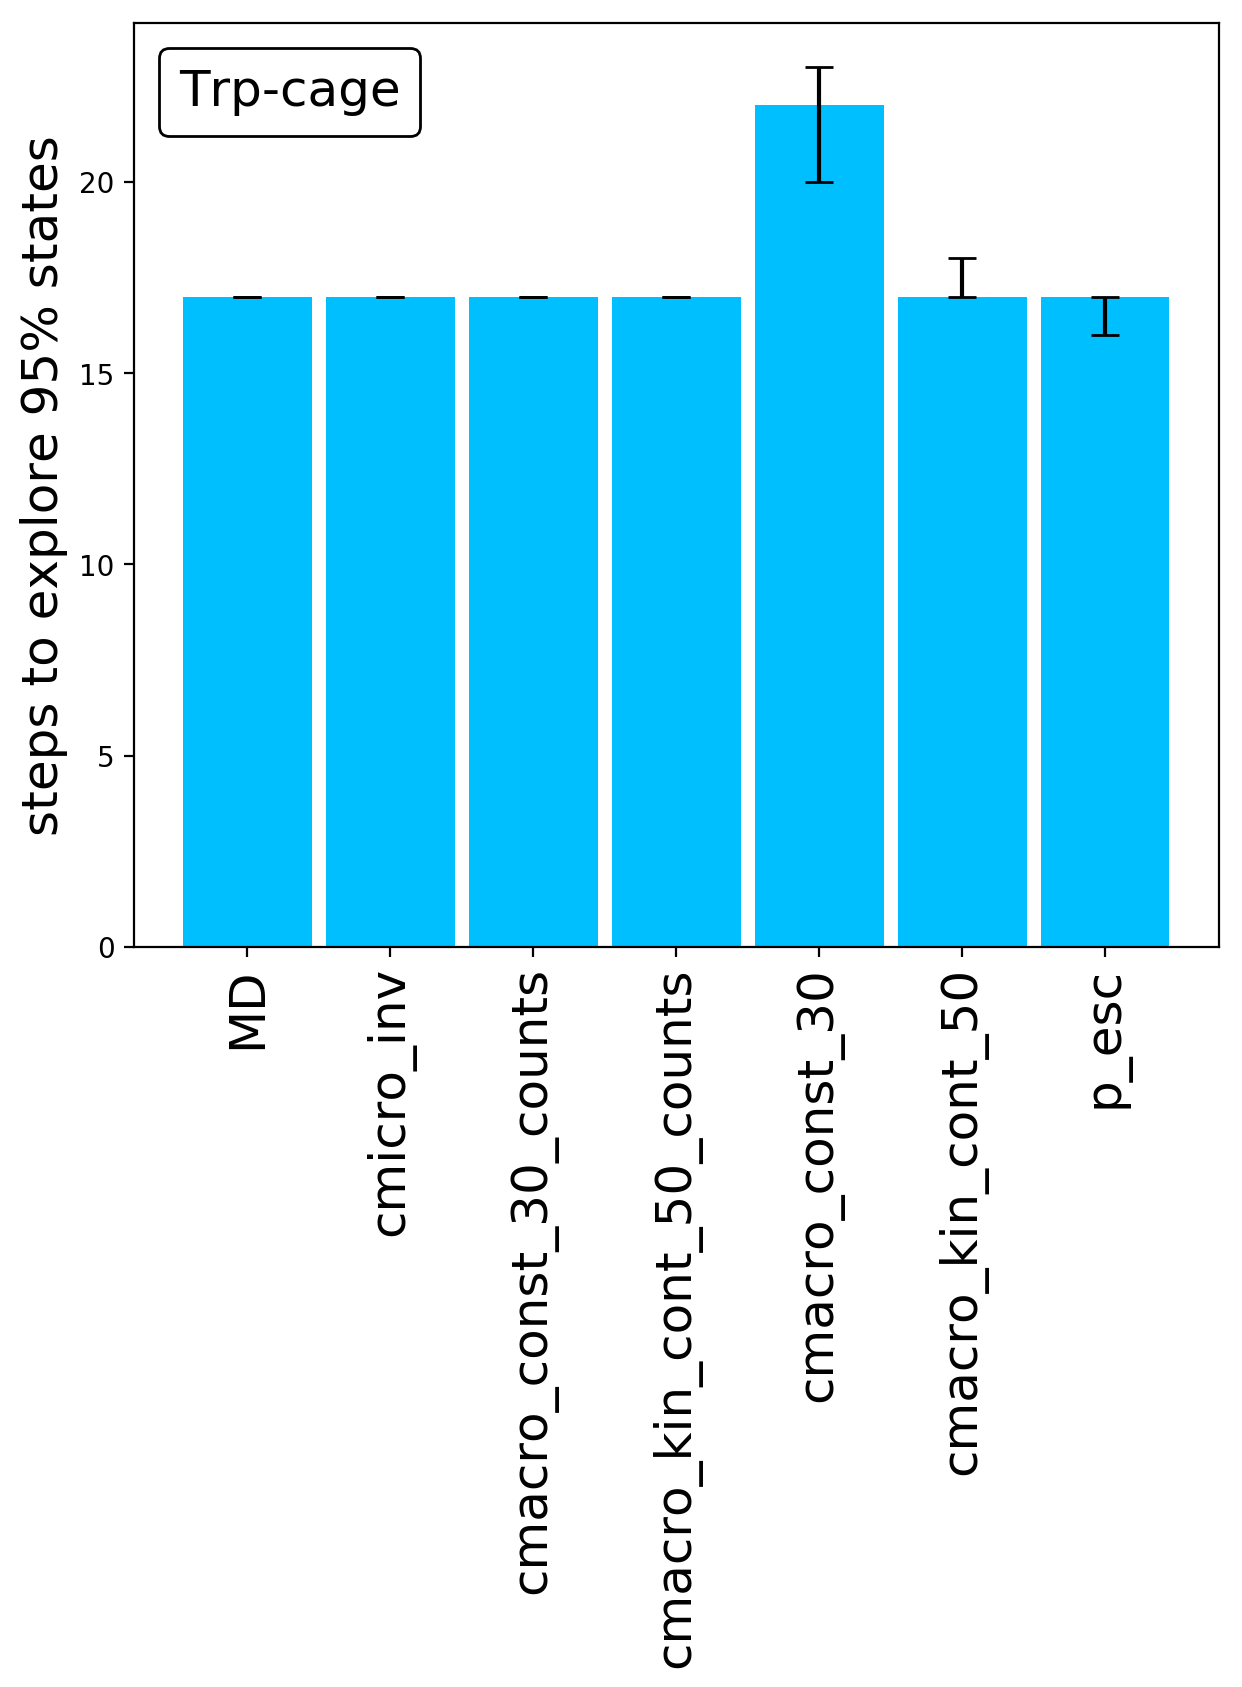 Trp-cage
steps to explore 95% states
20
15
10
5
0
MD
cmicro_inv
cmacro_const_30_counts
cmacro_kin_cont_50_counts
cmacro_const_30
cmacro_kin_cont_50
p_esc